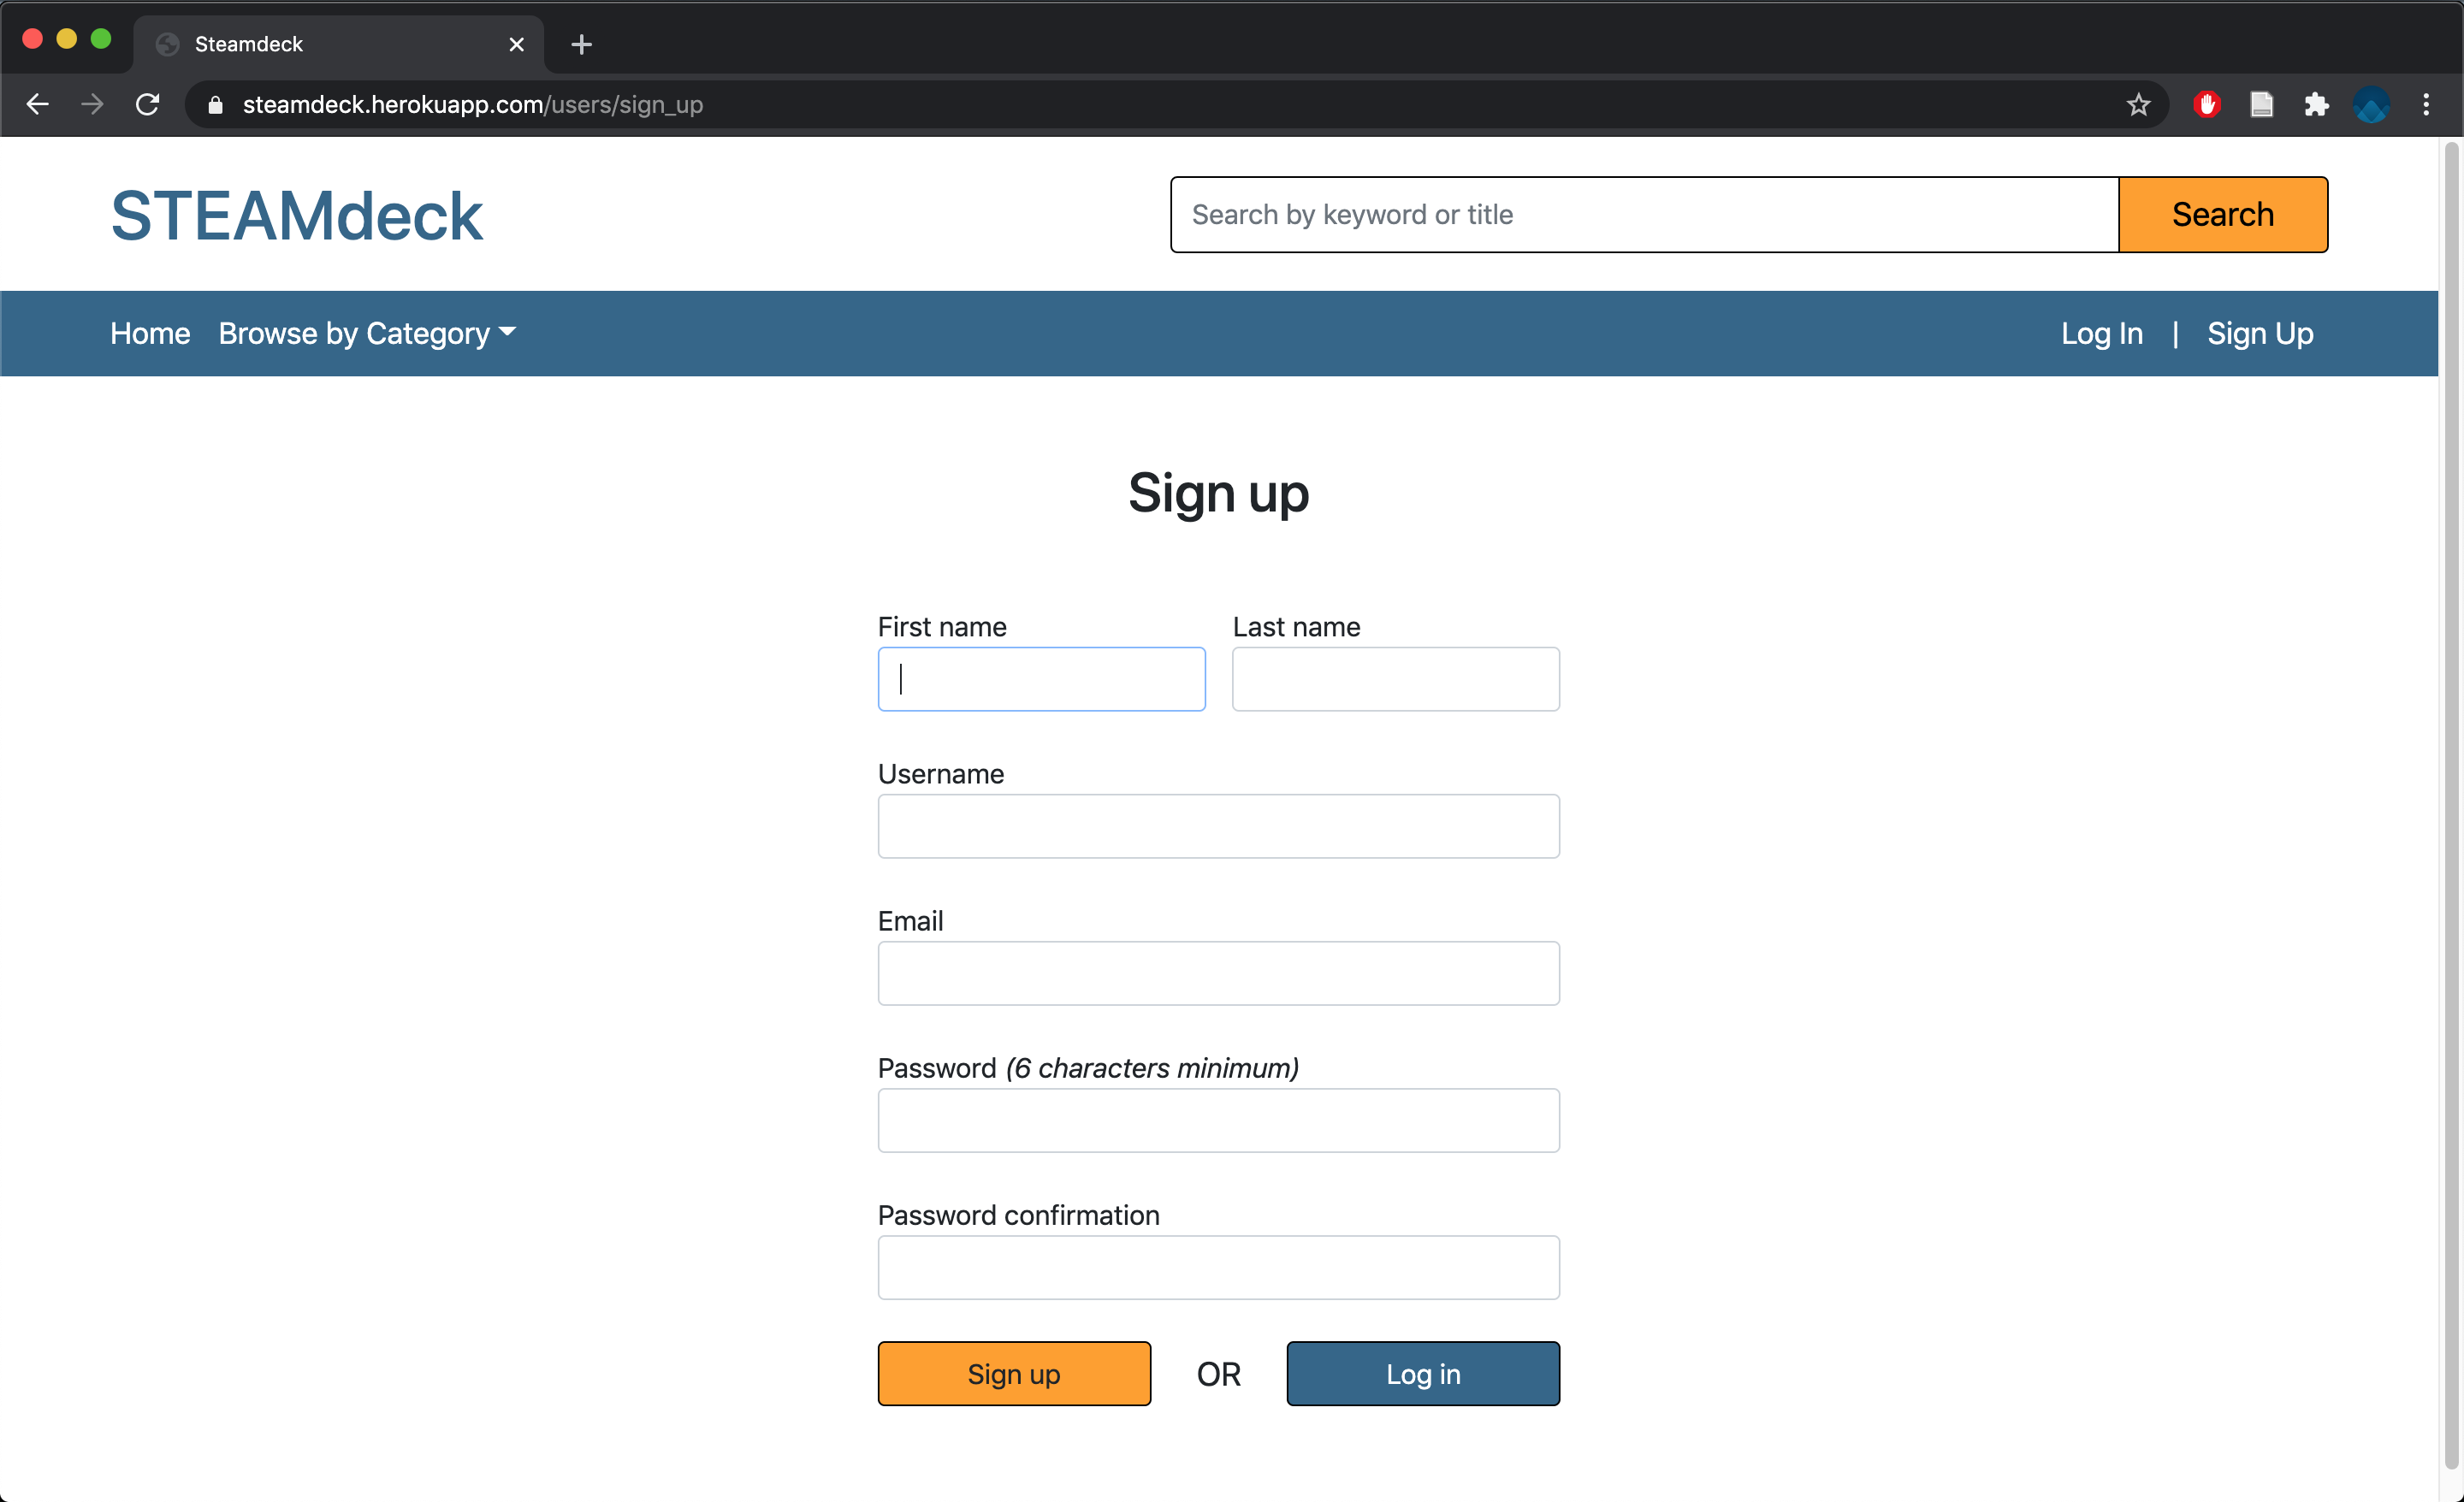 Steamdeck
steamdeck.herokuapp.com/users/sign_up
STEAMdeck
Search by keyword or title
Search
Home Browse by Category
Log In | Sign Up
Sign up
First name Last name
Username
Email
Password (6 characters minimum)
Password confirmation
Sign up OR Log in